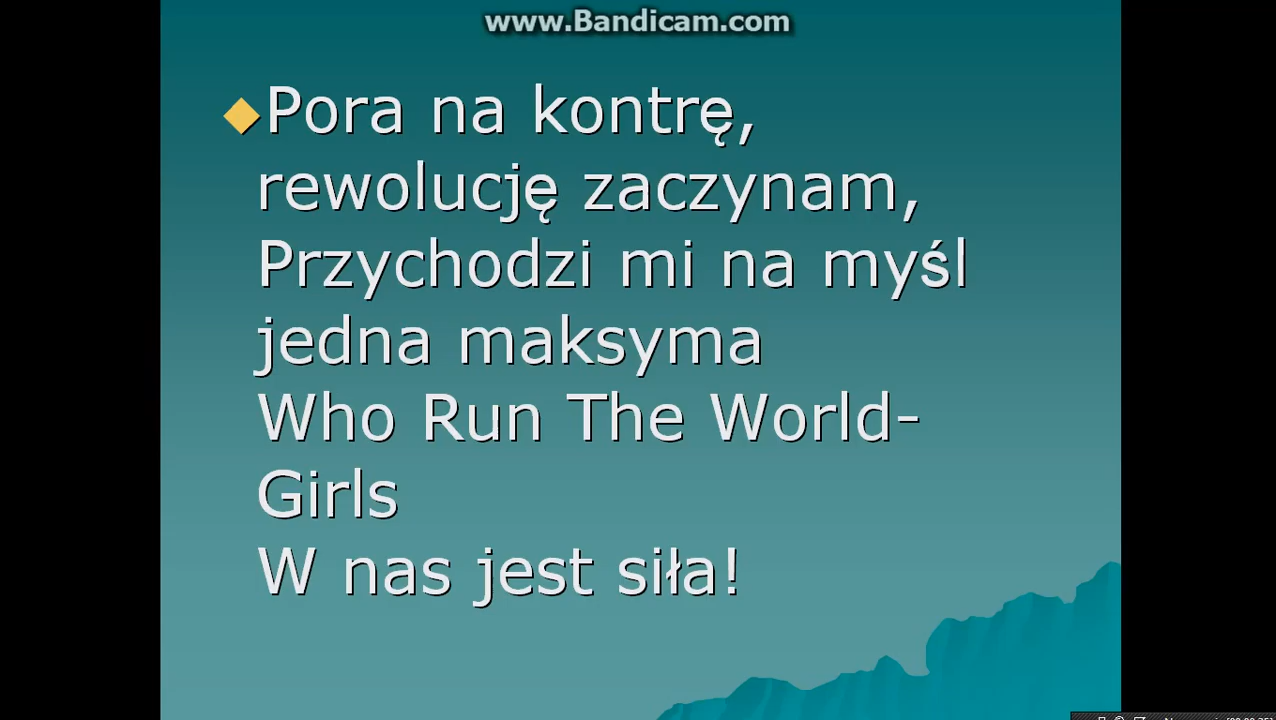 www.Bandicam.com
Pora na kontrę,
rewolucję zaczynam,
Przychodzi mi na myśl
jedna maksyma
Who Run The World-
Girls
W nas jest siła!